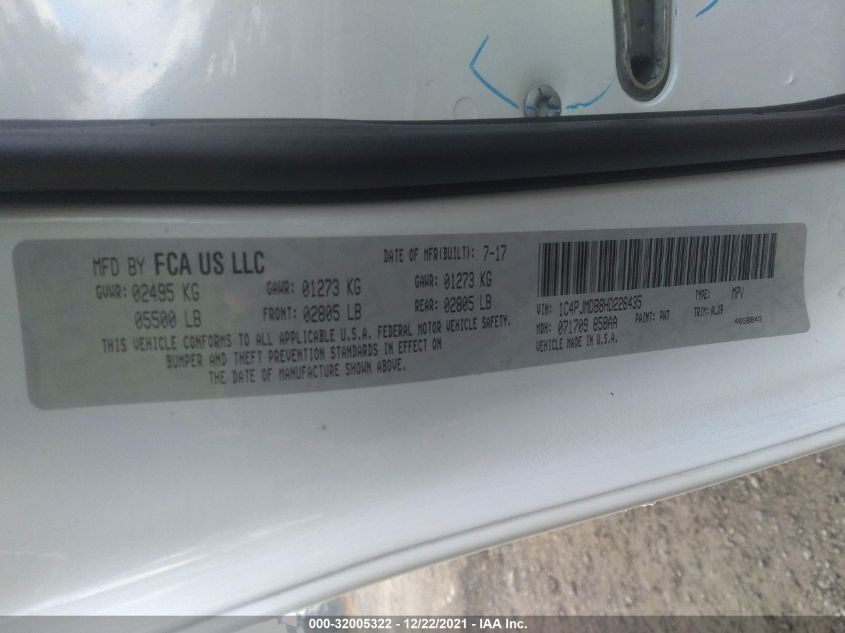 MFD BY FCA US LLC DATE OF MFR(BUILT): 7-17
GVWR: 02495 KG GAWR: 01273 KG GAWR: 01273 KG
05500 LB FRONT: 02805 LB REAR: 02805 LB
THIS VEHICLE CONFORMS TO ALL APPLICABLE U.S.A. FEDERAL MOTOR VEHICLE SAFETY,
BUMPER AND THEFT PREVENTION STANDARDS IN EFFECT ON
THE DATE OF MANUFACTURE SHOWN ABOVE.
VIN: 1C4PJMDB8HD226435 TYPE: MPV
MDH: 071709 858AA PAINT: PW7 TRIM: ALX9
VEHICLE MADE IN U.S.A. 4658843
000-32005322 - 12/22/2021 - IAA Inc.